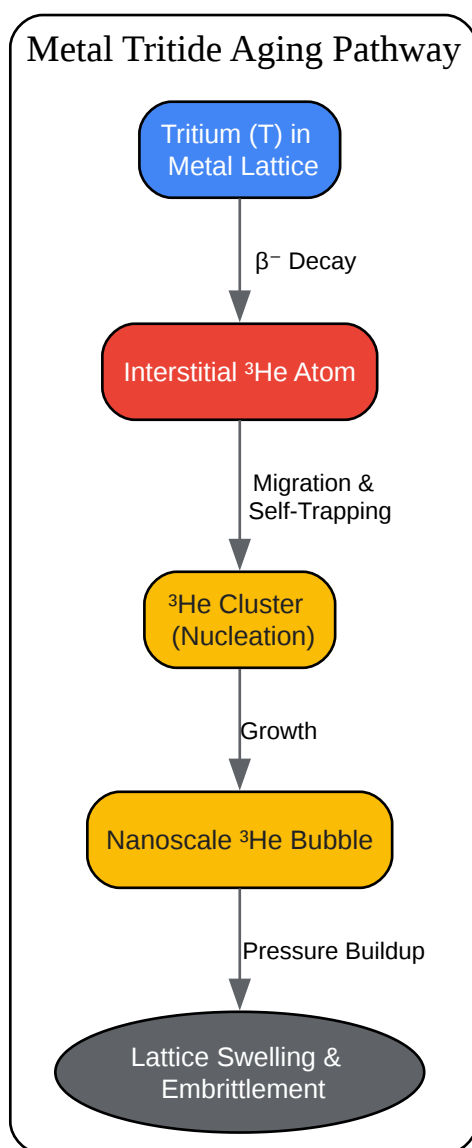 Metal Tritide Aging Pathway
Tritium (T) in
Metal Lattice
β⁻ Decay
Interstitial ³He Atom
Migration &
Self-Trapping
³He Cluster
(Nucleation)
Growth
Nanoscale ³He Bubble
Pressure Buildup
Lattice Swelling &
Embrittlement